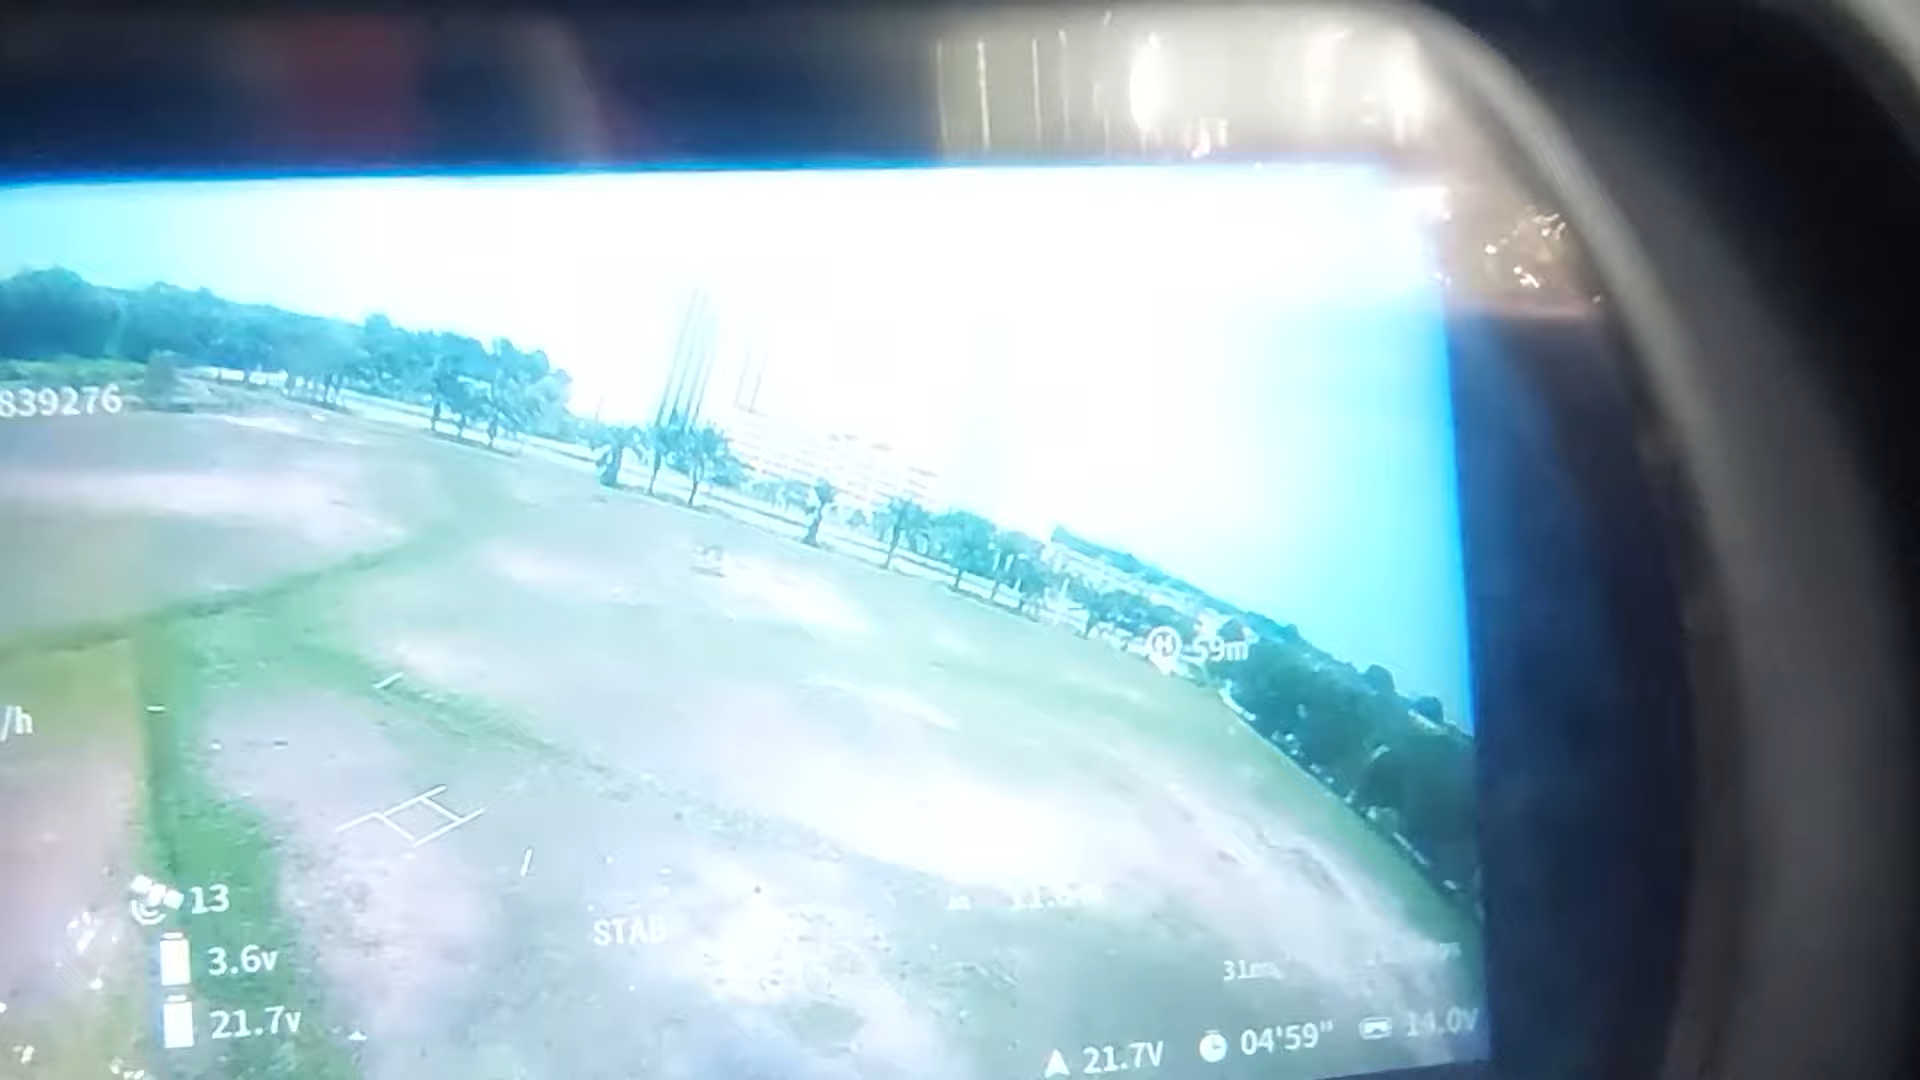 839276
H 59m
/h
13
STAB
3.6v
31ms
21.7v
21.7V 04'59" 14.0V